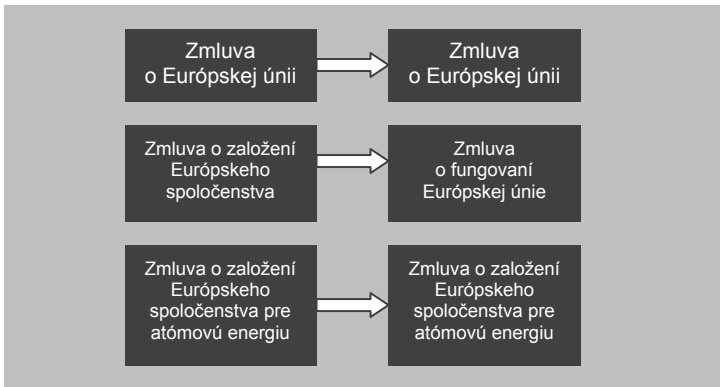 Zmluva
o Európskej únii
Zmluva
o Európskej únii
Zmluva o založení
Európskeho
spoločenstva
Zmluva
o fungovaní
Európskej únie
Zmluva o založení
Európskeho
spoločenstva pre
atómovú energiu
Zmluva o založení
Európskeho
spoločenstva pre
atómovú energiu